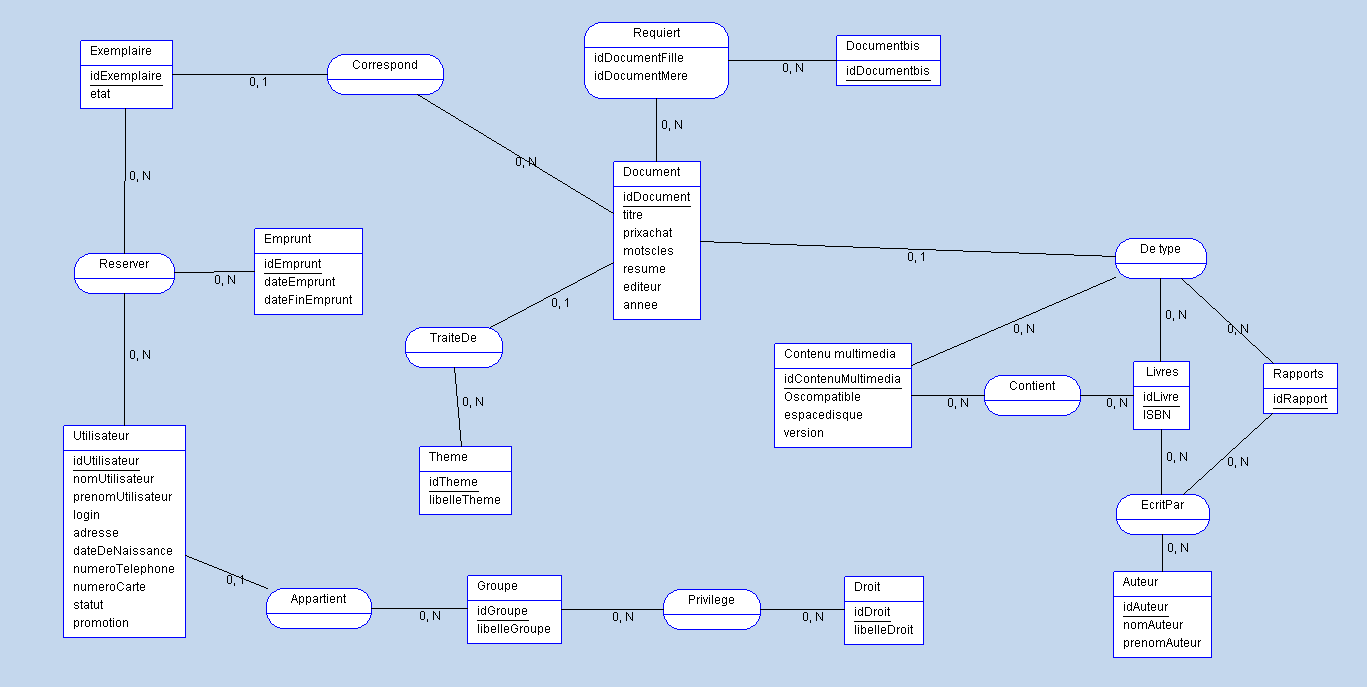 Exemplaire
idExemplaire
etat
0, 1
Correspond
0, N
Requiert
idDocumentFille
idDocumentMere
0, N
Documentbis
idDocumentbis
0, N
Document
idDocument
titre
prixachat
motscles
resume
editeur
annee
0, N
Reserver
0, N
Emprunt
idEmprunt
dateEmprunt
dateFinEmprunt
0, N
0, 1
De type
0, 1
TraiteDe
0, N
Theme
idTheme
libelleTheme
0, N
0, N
0, N
Contenu multimedia
idContenuMultimedia
Oscompatible
espacedisque
version
0, N
Contient
0, N
Livres
idLivre
ISBN
Rapports
idRapport
0, N
0, N
EcritPar
0, N
Auteur
idAuteur
nomAuteur
prenomAuteur
Utilisateur
idUtilisateur
nomUtilisateur
prenomUtilisateur
login
adresse
dateDeNaissance
numeroTelephone
numeroCarte
statut
promotion
0, 1
Appartient
0, N
Groupe
idGroupe
libelleGroupe
0, N
Privilege
0, N
Droit
idDroit
libelleDroit